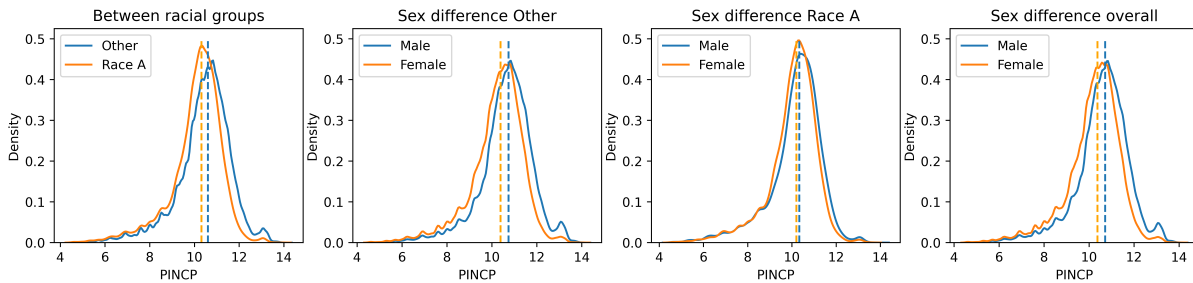 Between racial groups
Sex difference Other
Sex difference Race A
Sex difference overall
Other
Race A
Male
Female
Male
Female
Male
Female
Density
Density
Density
Density
0.5
0.4
0.3
0.2
0.1
0.0
0.5
0.4
0.3
0.2
0.1
0.0
0.5
0.4
0.3
0.2
0.1
0.0
0.5
0.4
0.3
0.2
0.1
0.0
4 6 8 10 12 14
4 6 8 10 12 14
4 6 8 10 12 14
4 6 8 10 12 14
PINCP
PINCP
PINCP
PINCP